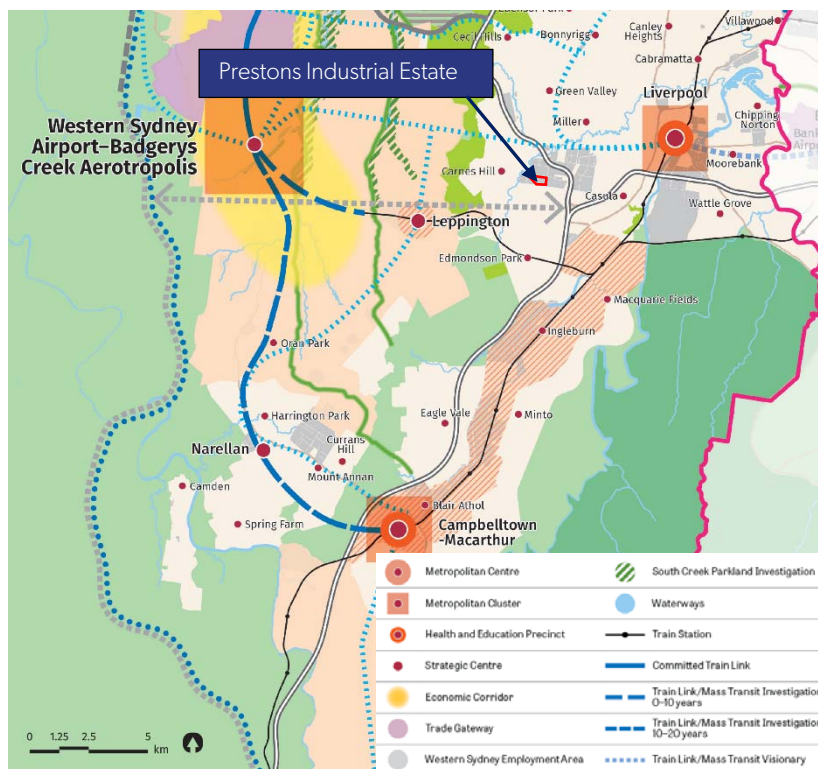 Cecil Hills
Bonnyrigg
Canley
Heights
Villawood
Cabramatta
Prestons Industrial Estate
Green Valley
Liverpool
Miller
Chipping
Norton
Western Sydney
Airport–Badgerys
Creek Aerotropolis
Moorebank
Carnes Hill
Casula
Wattle Grove
Leppington
Edmondson Park
Macquarie Fields
Ingleburn
Oran Park
Harrington Park
Eagle Vale
Minto
Currans
Hill
Narellan
Mount Annan
Camden
Blair Athol
Spring Farm
Campbelltown
-Macarthur
Metropolitan Centre
South Creek Parkland Investigation
Metropolitan Cluster
Waterways
Health and Education Precinct
Train Station
Strategic Centre
Committed Train Link
Economic Corridor
Train Link/Mass Transit Investigation
0–10 years
Trade Gateway
Train Link/Mass Transit Investigation
10–20 years
Western Sydney Employment Area
Train Link/Mass Transit Visionary
0 1.25 2.5 5
km